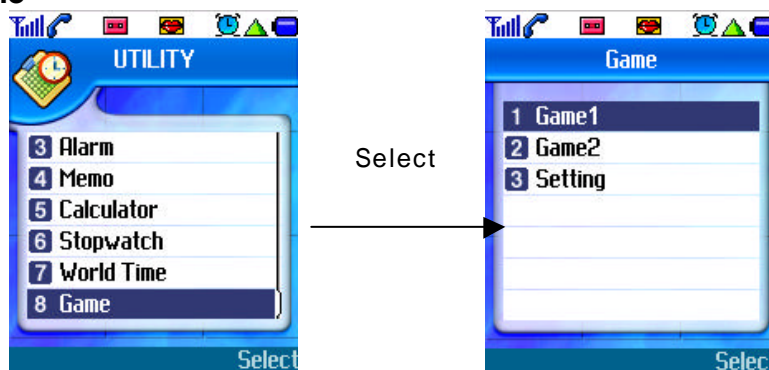 UTILITY
3 Alarm
4 Memo
5 Calculator
6 Stopwatch
7 World Time
8 Game
Select
Select
Game
1 Game1
2 Game2
3 Setting
Selec